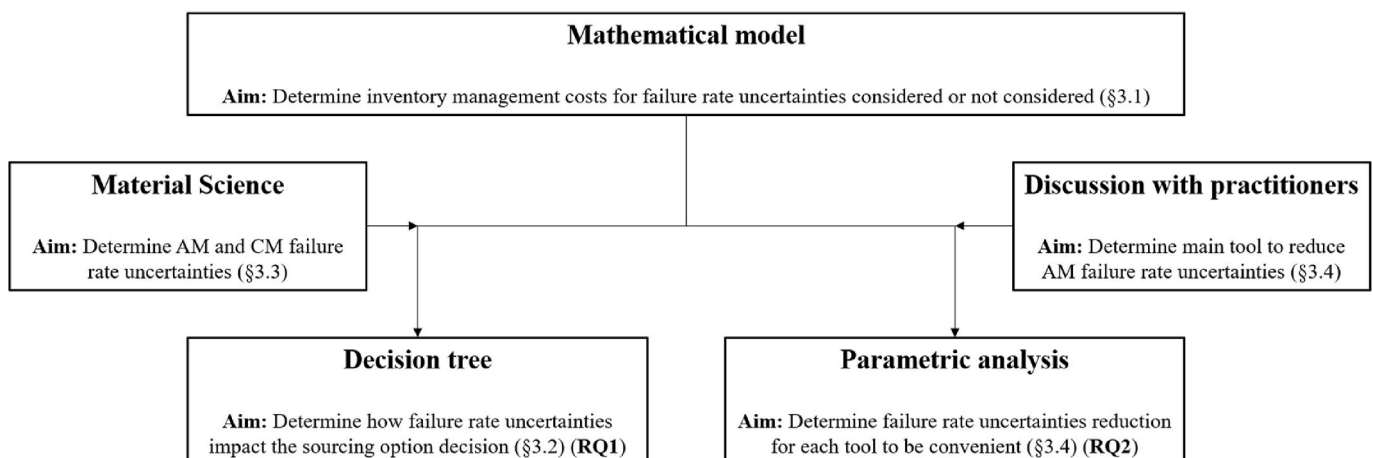 Mathematical model
Aim: Determine inventory management costs for failure rate uncertainties considered or not considered (§3.1)
Material Science
Aim: Determine AM and CM failure
rate uncertainties (§3.3)
Discussion with practitioners
Aim: Determine main tool to reduce
AM failure rate uncertainties (§3.4)
Decision tree
Aim: Determine how failure rate uncertainties
impact the sourcing option decision (§3.2) (RQ1)
Parametric analysis
Aim: Determine failure rate uncertainties reduction
for each tool to be convenient (§3.4) (RQ2)